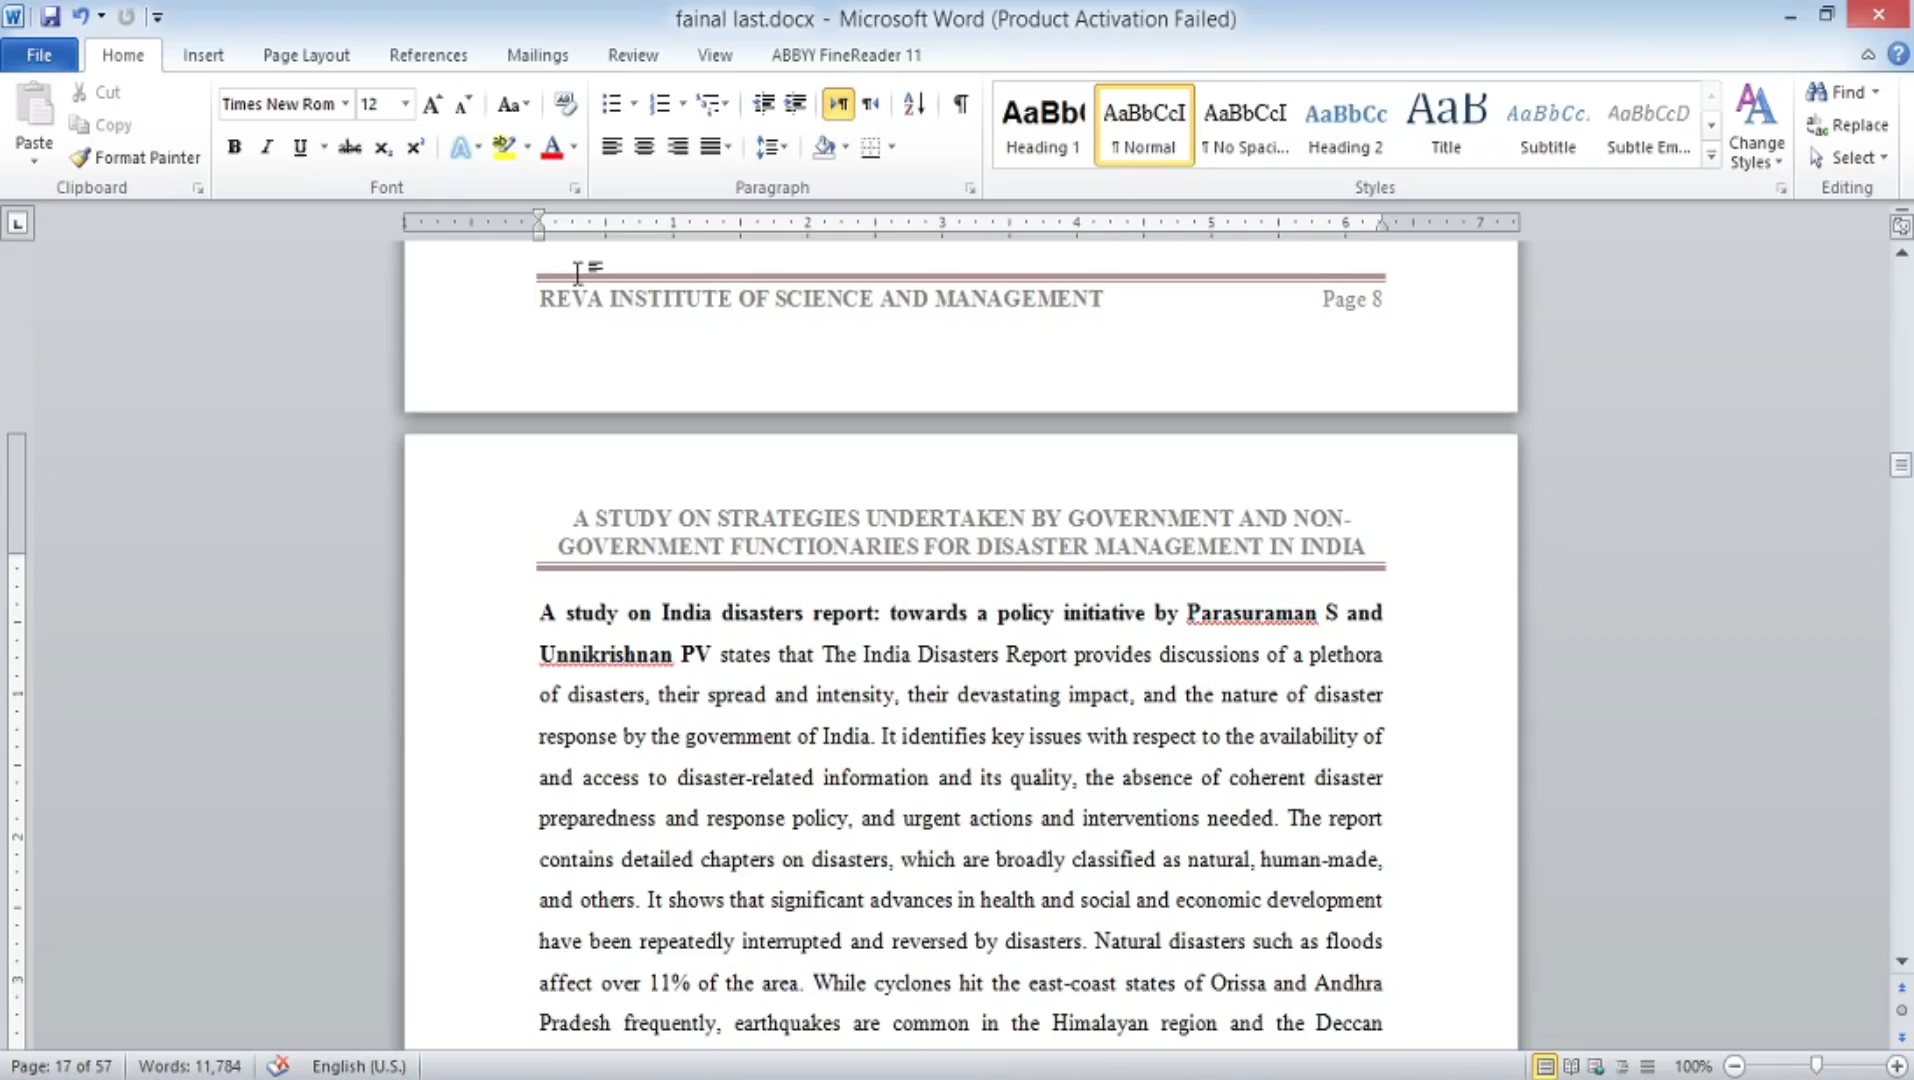 fainal last.docx - Microsoft Word (Product Activation Failed)
File Home Insert Page Layout References Mailings Review View ABBYY FineReader 11
Paste
Cut
Copy
Format Painter
Clipboard
Times New Rom 12
Font
Paragraph
AaBb( AaBbCcI AaBbCcI AaBbCc AaB AaBbCc. AaBbCcD
Heading 1 ¶ Normal ¶ No Spaci... Heading 2 Title Subtitle Subtle Em...
Styles
Change
Styles
Find
Replace
Select
Editing
1 1 2 3 4 5 6 7
REVA INSTITUTE OF SCIENCE AND MANAGEMENT Page 8
A STUDY ON STRATEGIES UNDERTAKEN BY GOVERNMENT AND NON-
GOVERNMENT FUNCTIONARIES FOR DISASTER MANAGEMENT IN INDIA
A study on India disasters report: towards a policy initiative by Parasuraman S and
Unnikrishnan PV states that The India Disasters Report provides discussions of a plethora
of disasters, their spread and intensity, their devastating impact, and the nature of disaster
response by the government of India. It identifies key issues with respect to the availability of
and access to disaster-related information and its quality, the absence of coherent disaster
preparedness and response policy, and urgent actions and interventions needed. The report
contains detailed chapters on disasters, which are broadly classified as natural, human-made,
and others. It shows that significant advances in health and social and economic development
have been repeatedly interrupted and reversed by disasters. Natural disasters such as floods
affect over 11% of the area. While cyclones hit the east-coast states of Orissa and Andhra
Pradesh frequently, earthquakes are common in the Himalayan region and the Deccan
Page: 17 of 57 Words: 11,784 English (U.S.) 100%